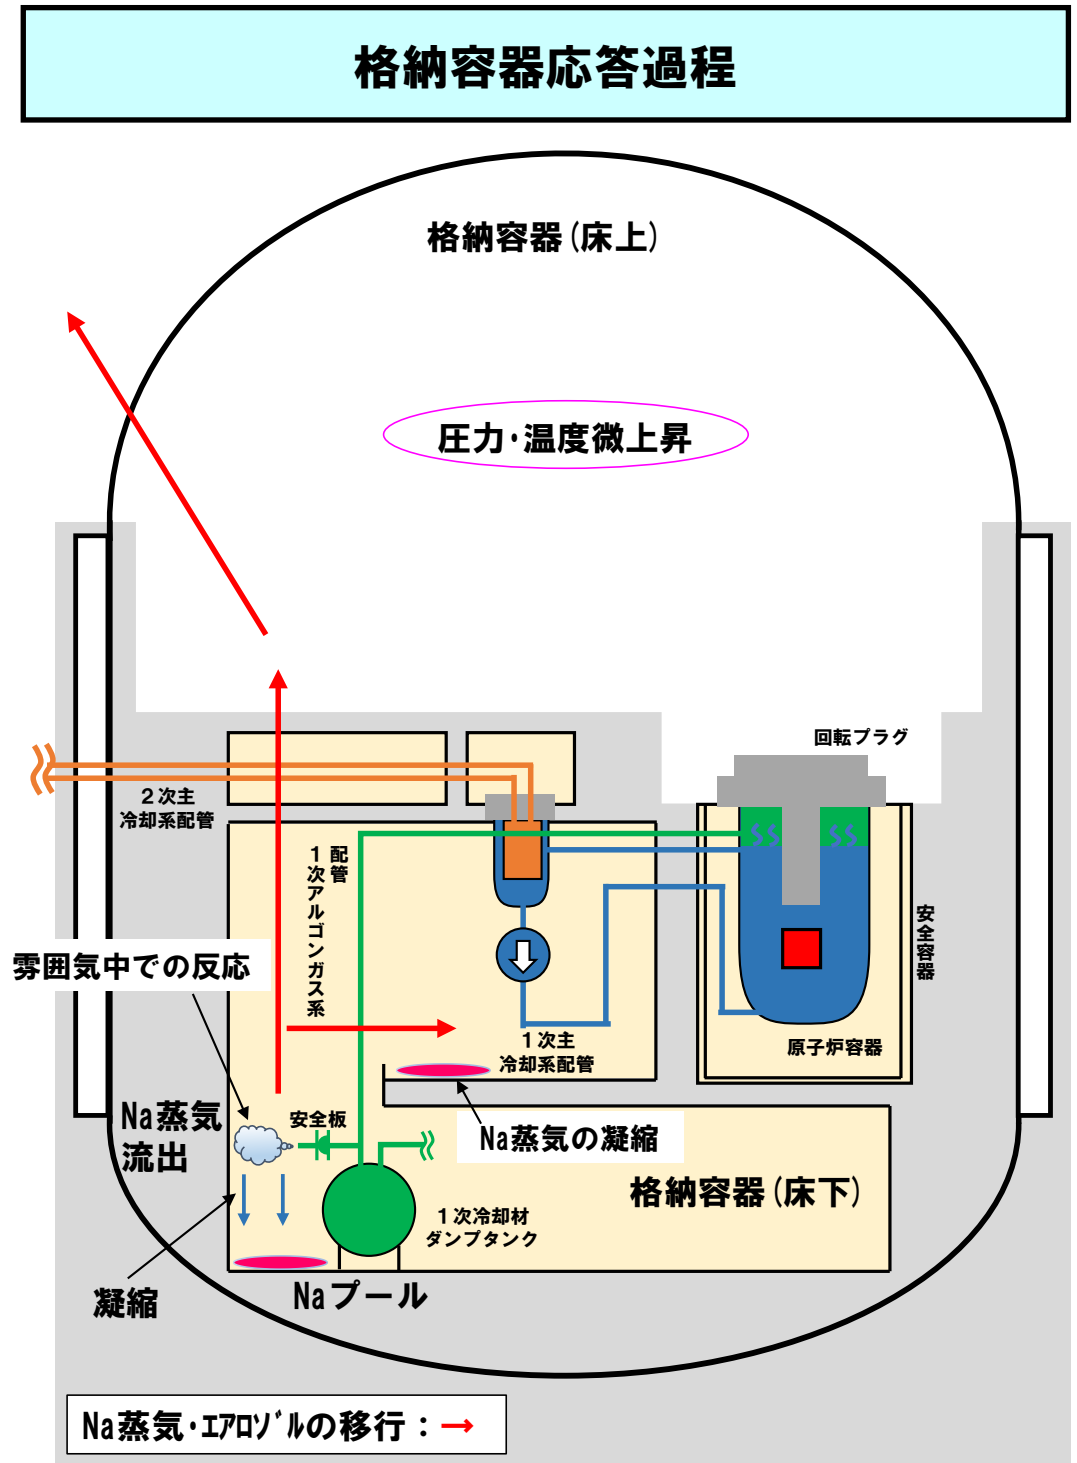 格納容器応答過程
格納容器(床上)
圧力・温度微上昇
回転プラグ
２次主
冷却系配管
１次アルゴンガス系
配管
安全容器
雰囲気中での反応
１次主
冷却系配管
原子炉容器
Na蒸気
流出
安全板
Na蒸気の凝縮
格納容器(床下)
１次冷却材
ダンプタンク
凝縮
Naプール
Na蒸気・ｴｱﾛｿﾞﾙの移行：→